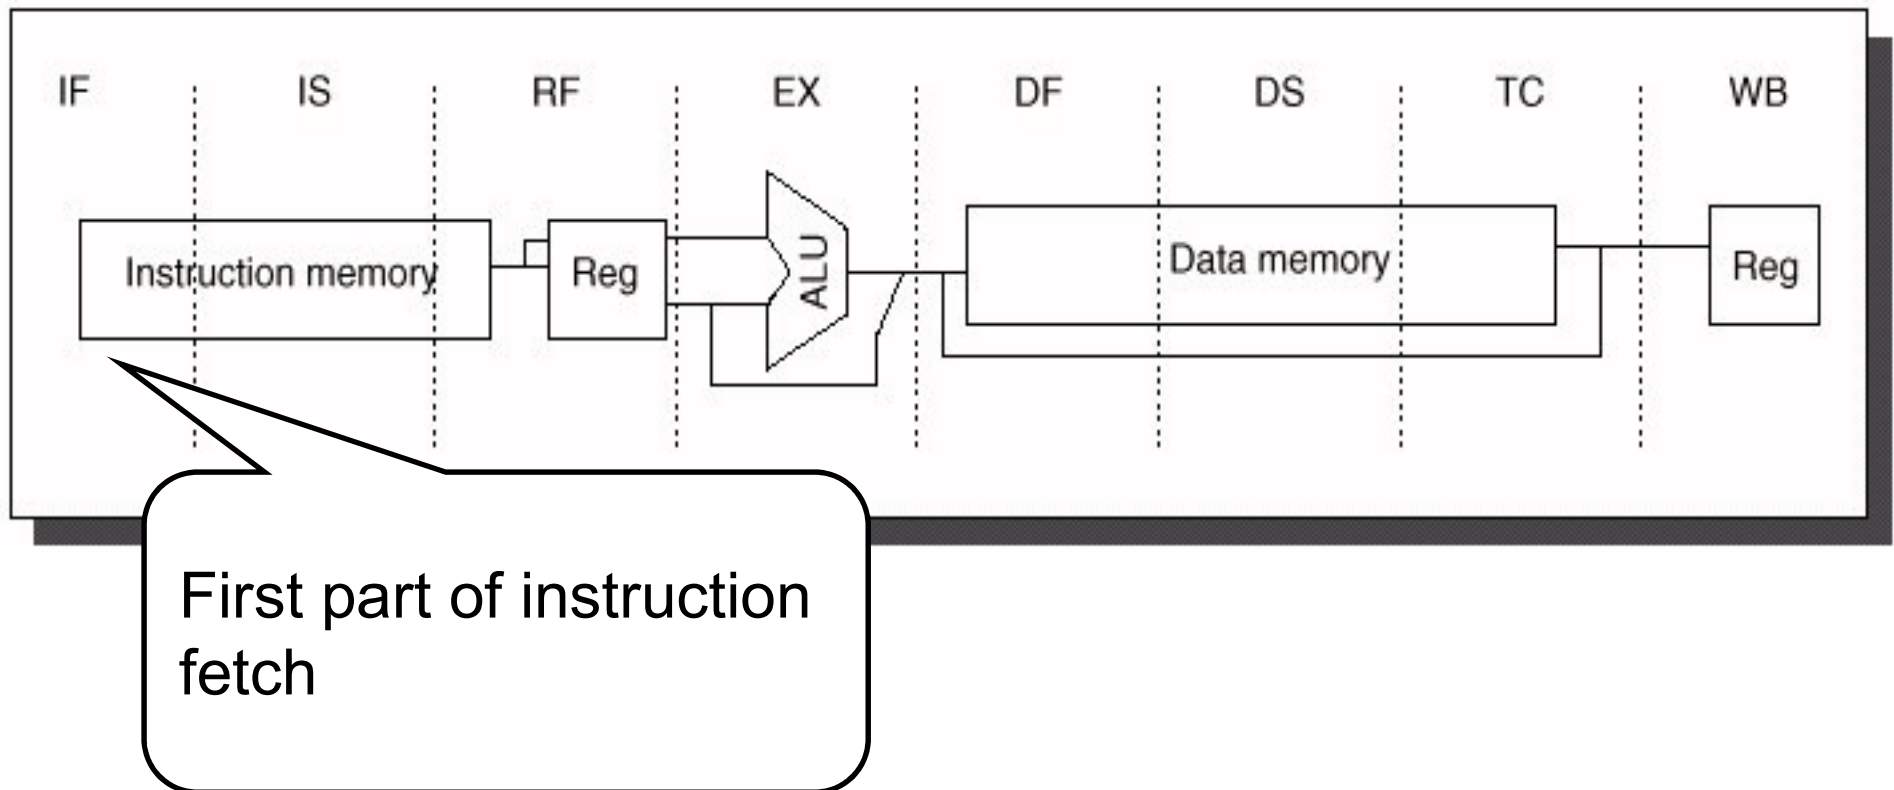 IF IS RF EX DF DS TC WB
Instruction memory Reg ALU Data memory Reg
First part of instruction
fetch